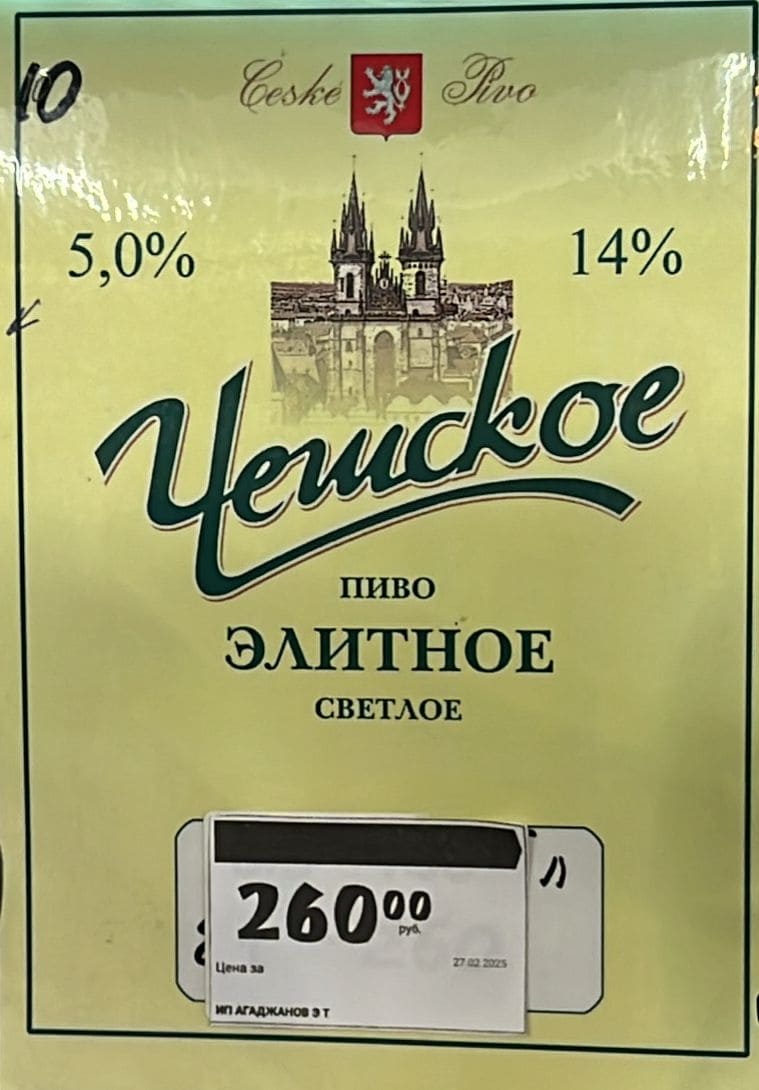 10
České Pivo
5,0% 14%
Чешское
ПИВО
ЭЛИТНОЕ
СВЕТЛОЕ
260 00
руб.
Цена за
27.02.2025
ИП АГАДЖАНОВ Э Т